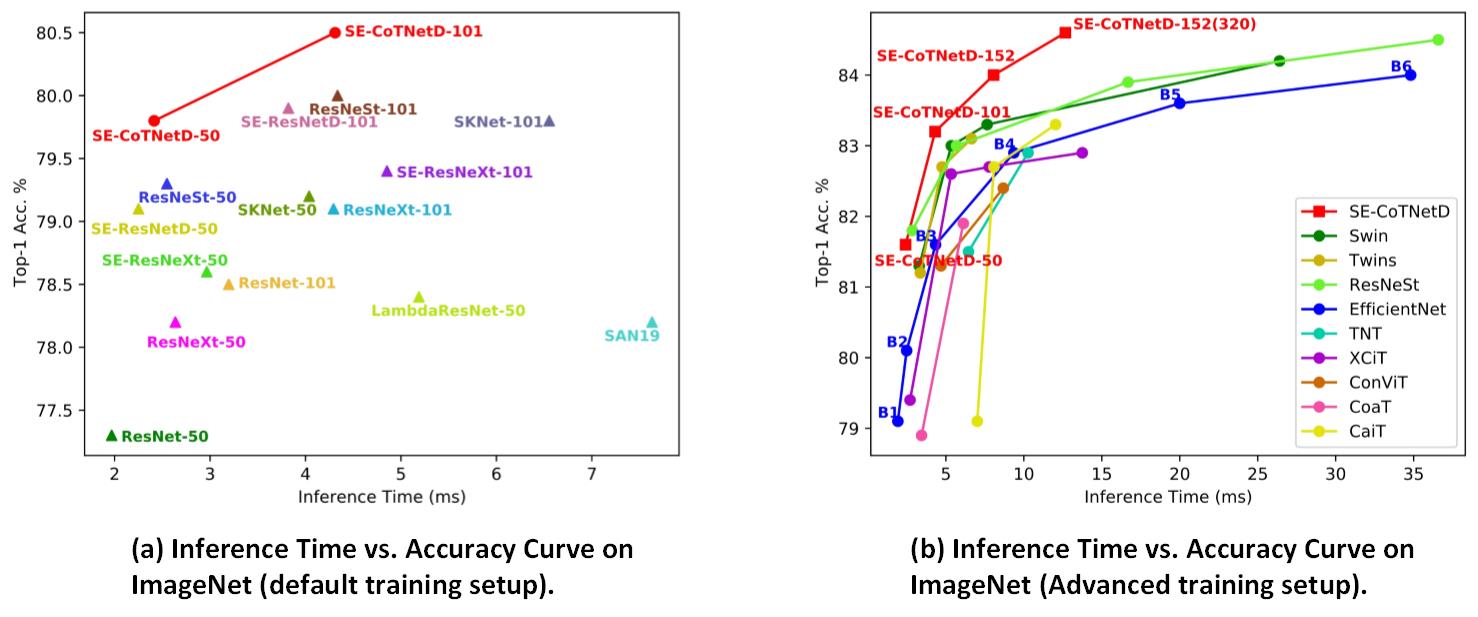 80.5
80.0
79.5
79.0
78.5
78.0
77.5
Top-1 Acc. %
SE-CoTNetD-101
ResNeSt-101
SE-ResNetD-101
SKNet-101
SE-CoTNetD-50
SE-ResNeXt-101
ResNeSt-50
SKNet-50
ResNeXt-101
SE-ResNetD-50
SE-ResNeXt-50
ResNet-101
LambdaResNet-50
ResNeXt-50
SAN19
ResNet-50
2 3 4 5 6 7
Inference Time (ms)
(a) Inference Time vs. Accuracy Curve on
ImageNet (default training setup).
84
83
82
81
80
79
Top-1 Acc. %
SE-CoTNetD-152(320)
SE-CoTNetD-152
B6
B5
SE-CoTNetD-101
B4
B3
SE-CoTNetD-50
B2
B1
SE-CoTNetD
Swin
Twins
ResNeSt
EfficientNet
TNT
XCiT
ConViT
CoaT
CaiT
5 10 15 20 25 30 35
Inference Time (ms)
(b) Inference Time vs. Accuracy Curve on
ImageNet (Advanced training setup).